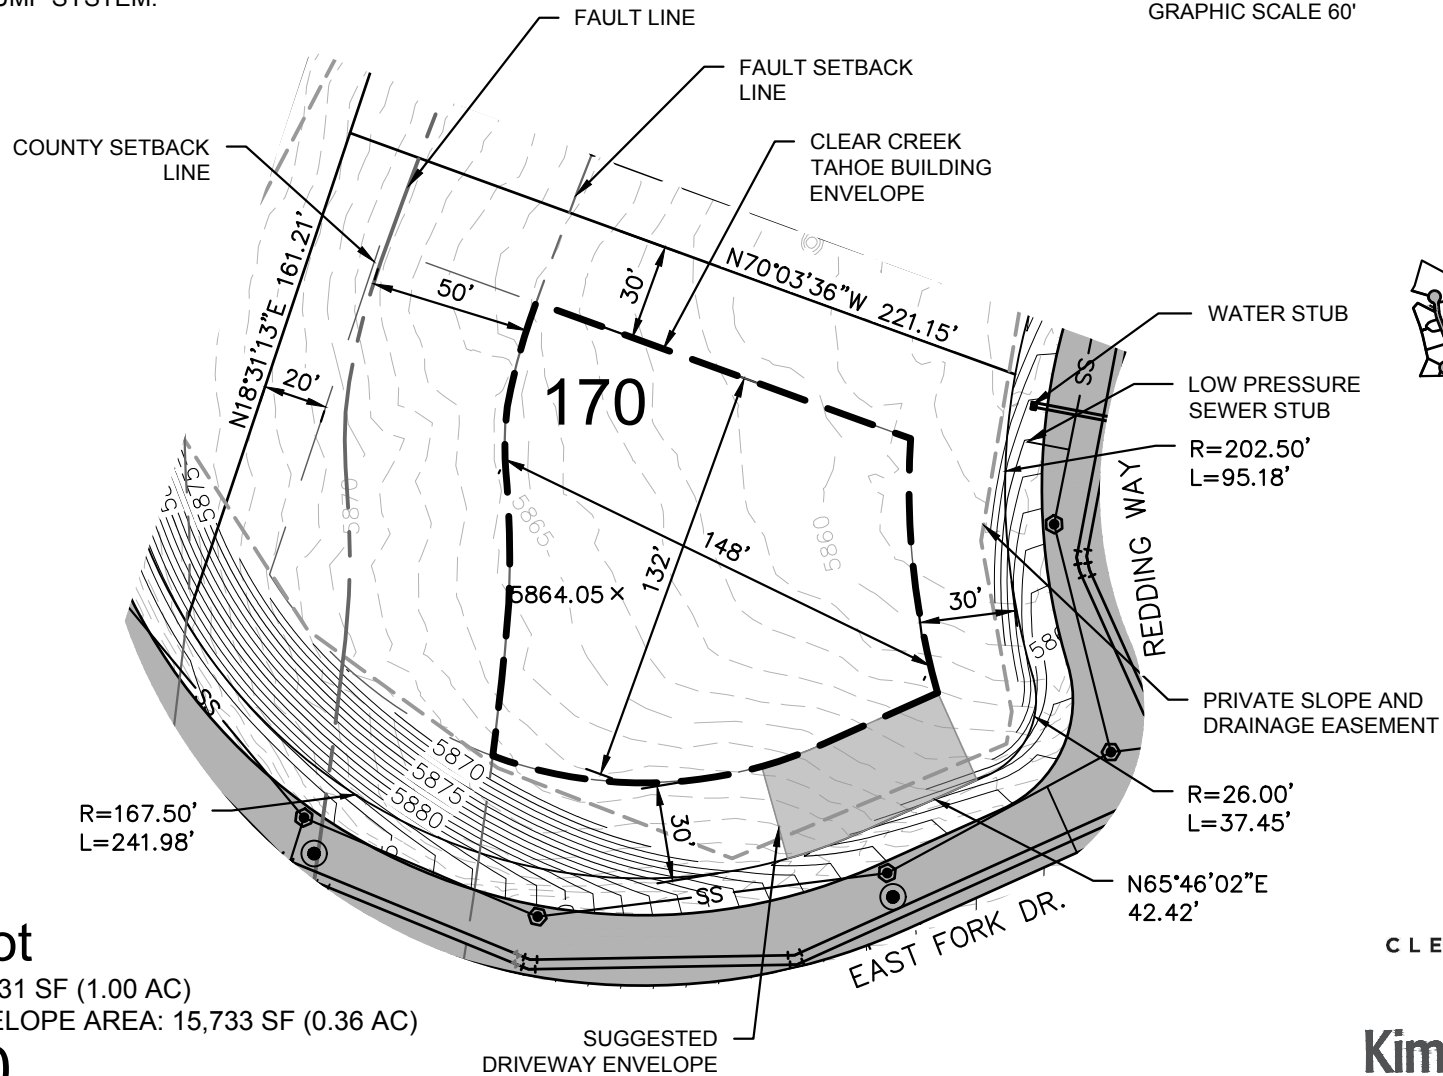 SYSTEM.
FAULT LINE
GRAPHIC SCALE 60'
FAULT SETBACK
LINE
COUNTY SETBACK
LINE
CLEAR CREEK
TAHOE BUILDING
ENVELOPE
N18°31'13"E 161.21'
50'
30'
N70°03'36"W 221.15'
20'
170
WATER STUB
SS
LOW PRESSURE
SEWER STUB
R=202.50'
L=95.18'
5875
5870
5865
5860
148'
132'
5864.05 ×
REDDING WAY
30'
58
SS
PRIVATE SLOPE AND
DRAINAGE EASEMENT
5870
5875
5880
R=167.50'
L=241.98'
30'
R=26.00'
L=37.45'
SS
N65°46'02"E
42.42'
EAST FORK DR.
ot
31 SF (1.00 AC)
ELOPE AREA: 15,733 SF (0.36 AC)
CLE
SUGGESTED
DRIVEWAY ENVELOPE
Kim